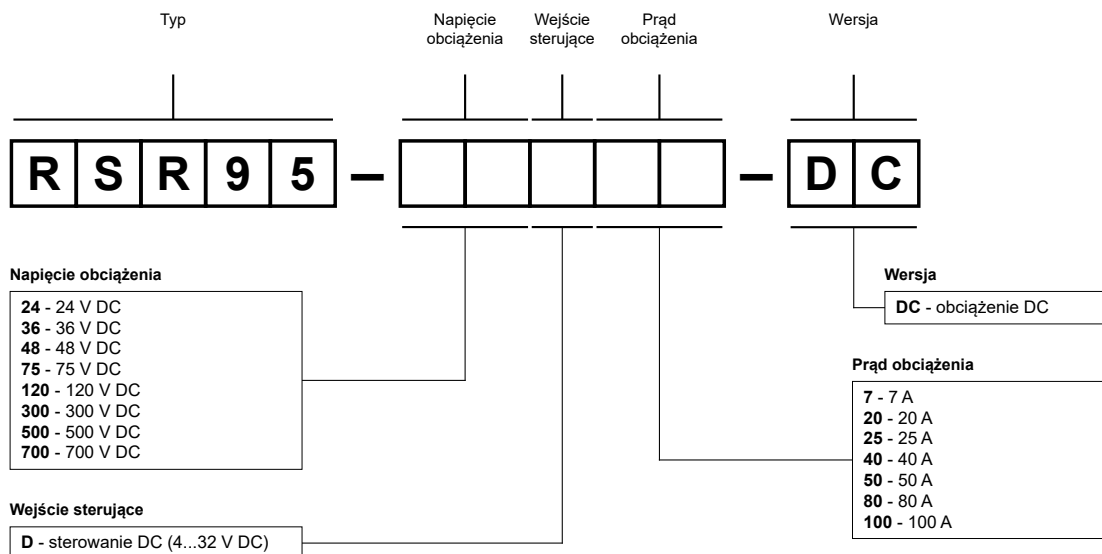 Typ
Napięcie
obciążenia
Wejście
sterujące
Prąd
obciążenia
Wersja
R S R 9 5 – – D C
Napięcie obciążenia
24 - 24 V DC
36 - 36 V DC
48 - 48 V DC
75 - 75 V DC
120 - 120 V DC
300 - 300 V DC
500 - 500 V DC
700 - 700 V DC
Wejście sterujące
D - sterowanie DC (4...32 V DC)
Wersja
DC - obciążenie DC
Prąd obciążenia
7 - 7 A
20 - 20 A
25 - 25 A
40 - 40 A
50 - 50 A
80 - 80 A
100 - 100 A